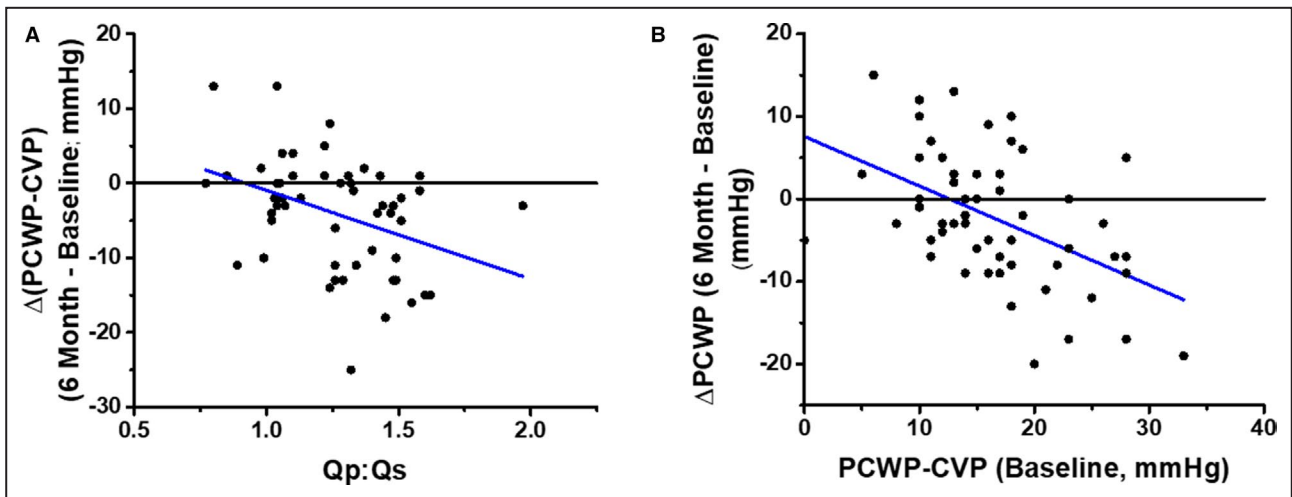 A
Δ(PCWP-CVP)
(6 Month - Baseline; mmHg)
20
10
0
-10
-20
-30
0.5
1.0
1.5
2.0
Qp:Qs
B
ΔPCWP (6 Month - Baseline)
(mmHg)
20
10
0
-10
-20
0
10
20
30
40
PCWP-CVP (Baseline, mmHg)